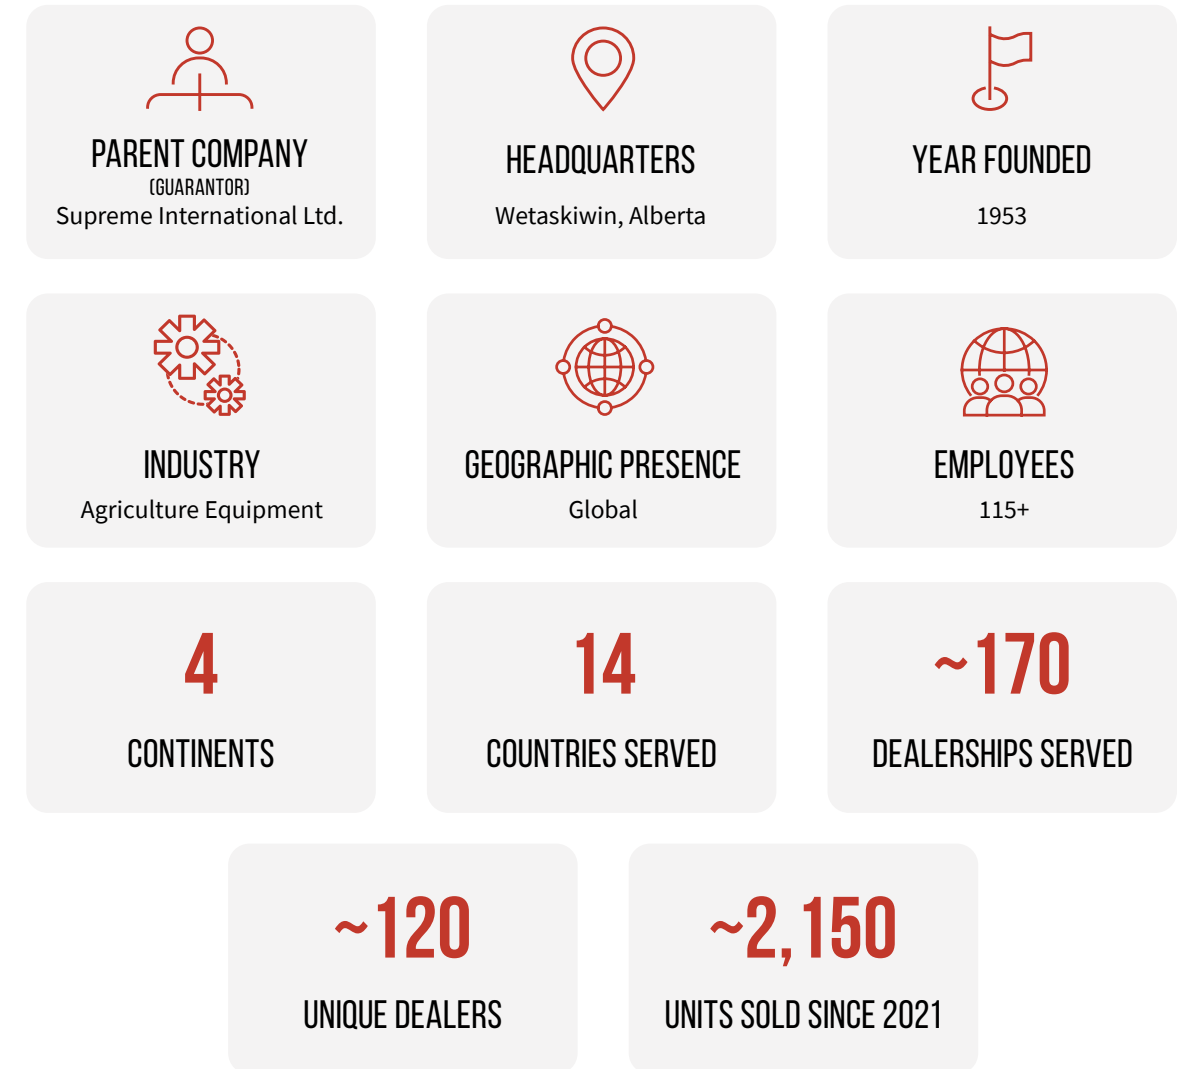 PARENT COMPANY
(GUARANTOR)
Supreme International Ltd.
HEADQUARTERS
Wetaskiwin, Alberta
YEAR FOUNDED
1953
INDUSTRY
Agriculture Equipment
GEOGRAPHIC PRESENCE
Global
EMPLOYEES
115+
4
CONTINENTS
14
COUNTRIES SERVED
~170
DEALERSHIPS SERVED
~120
UNIQUE DEALERS
~2,150
UNITS SOLD SINCE 2021